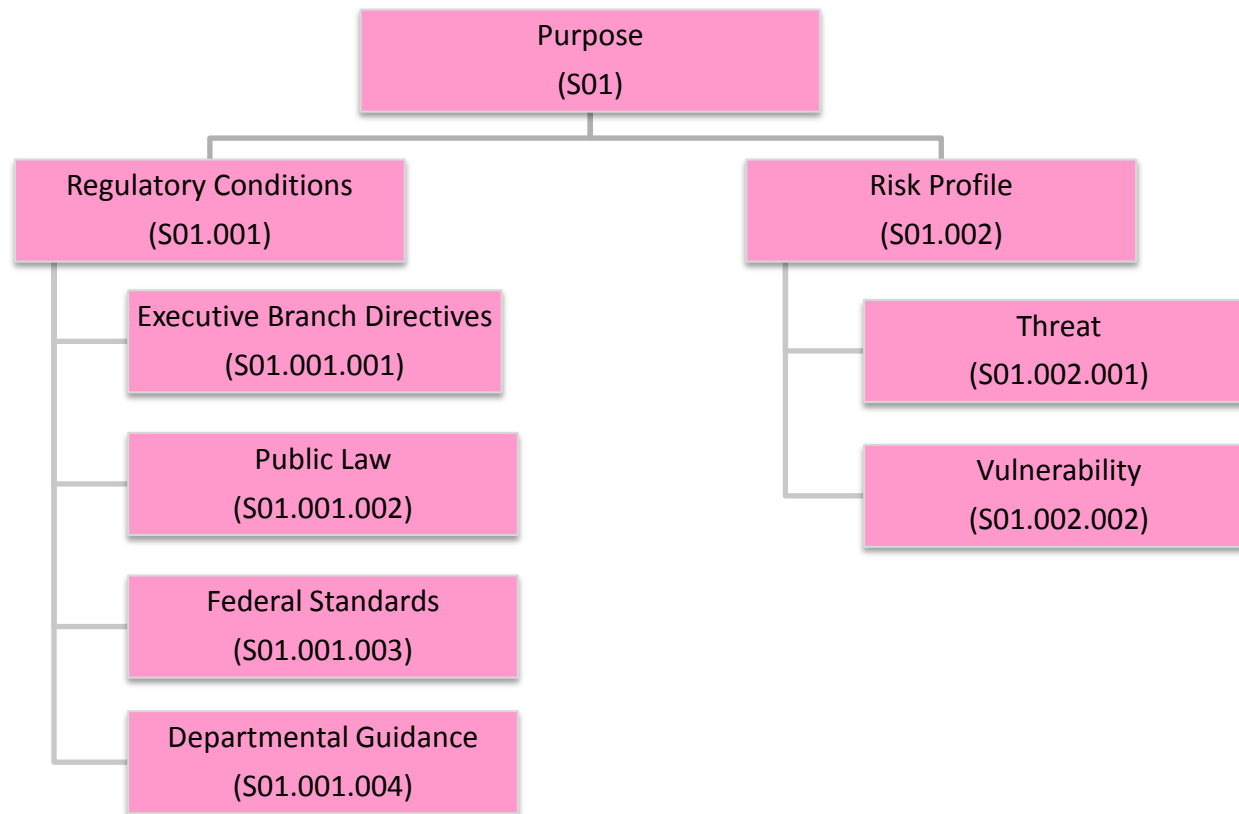 Purpose
(S01)
Regulatory Conditions
(S01.001)
Executive Branch Directives
(S01.001.001)
Public Law
(S01.001.002)
Federal Standards
(S01.001.003)
Departmental Guidance
(S01.001.004)
Risk Profile
(S01.002)
Threat
(S01.002.001)
Vulnerability
(S01.002.002)